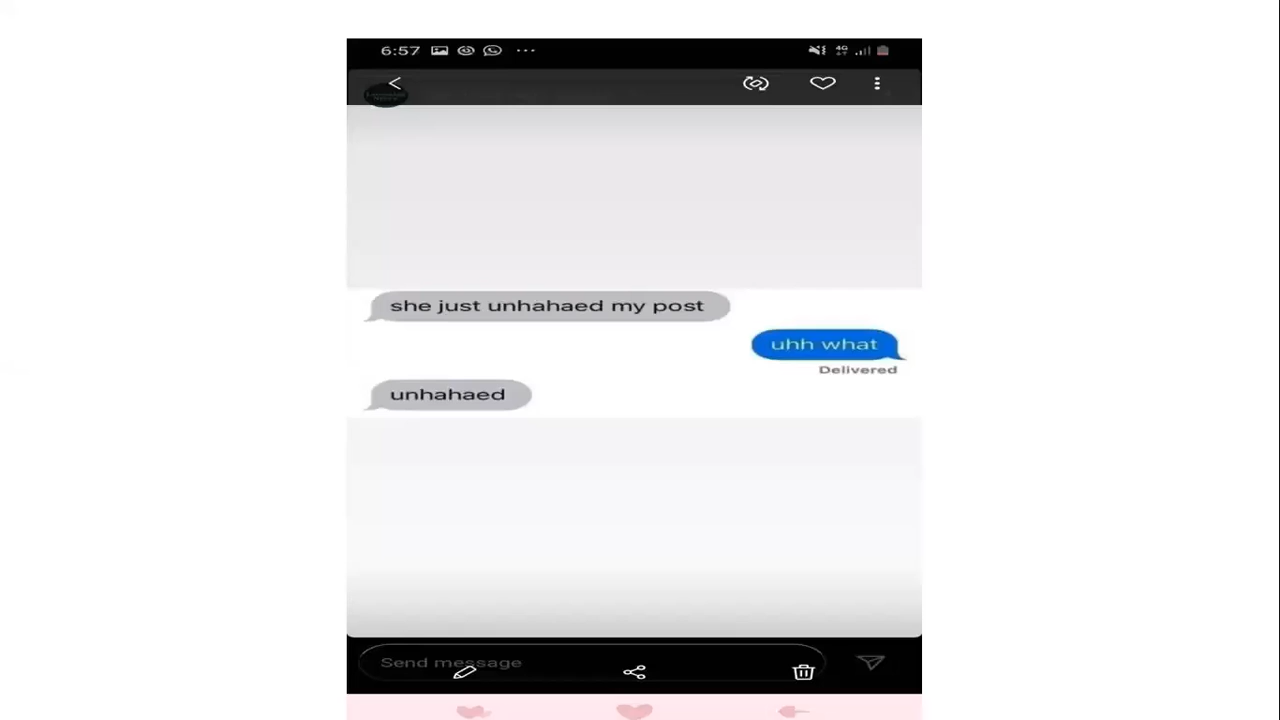 6:57
she just unhahaed my post
uhh what
Delivered
unhahaed
Send message